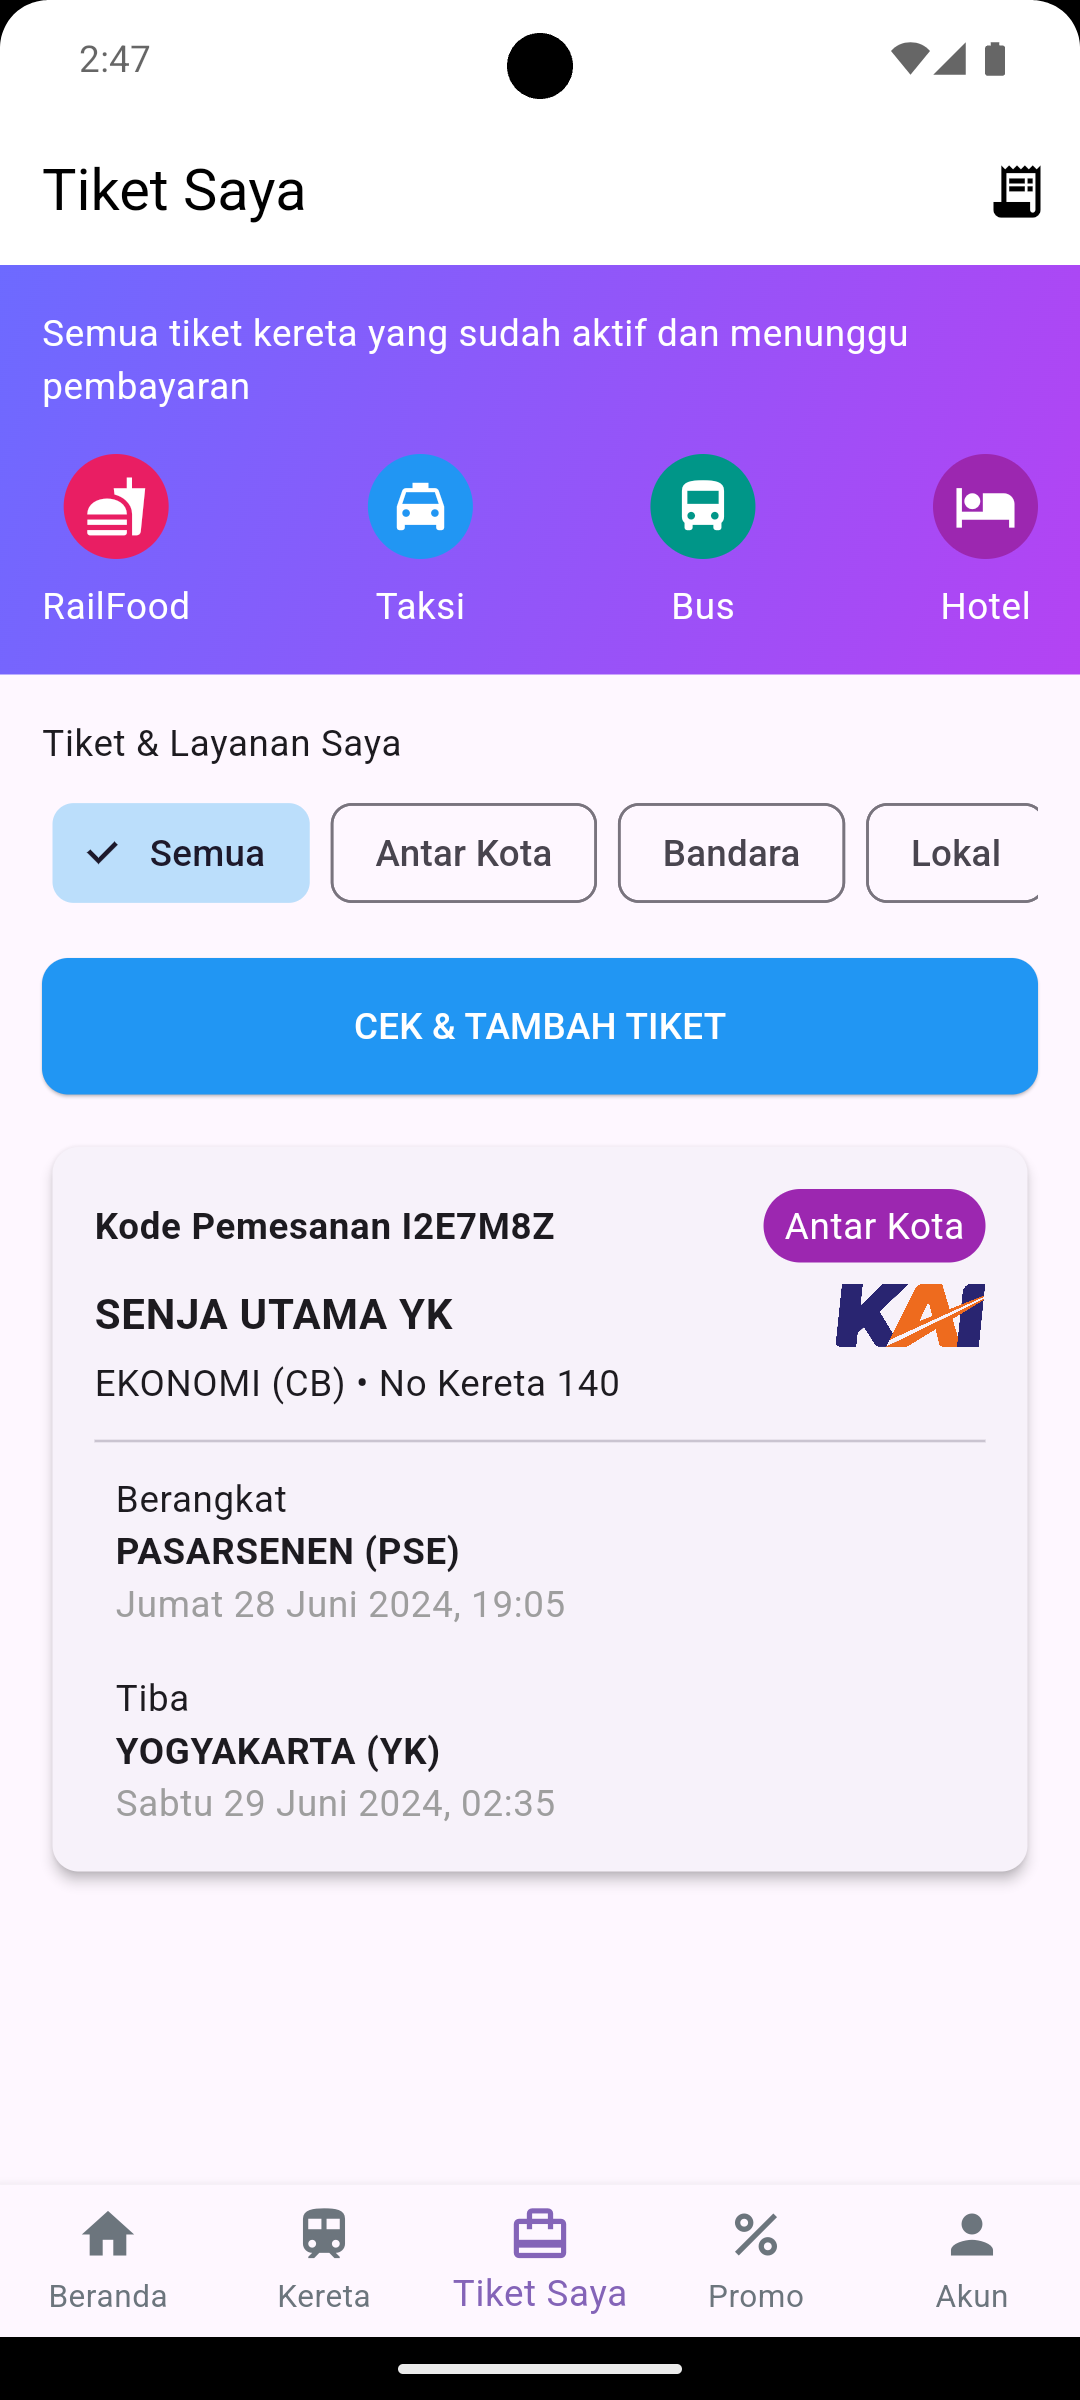 2:47
Tiket Saya
Semua tiket kereta yang sudah aktif dan menunggu
pembayaran
RailFood
Taksi
Bus
Hotel
Tiket & Layanan Saya
Semua
Antar Kota
Bandara
Lokal
CEK & TAMBAH TIKET
Kode Pemesanan I2E7M8Z
Antar Kota
SENJA UTAMA YK
KAI
EKONOMI (CB) • No Kereta 140
Berangkat
PASARSENEN (PSE)
Jumat 28 Juni 2024, 19:05
Tiba
YOGYAKARTA (YK)
Sabtu 29 Juni 2024, 02:35
Beranda
Kereta
Tiket Saya
Promo
Akun